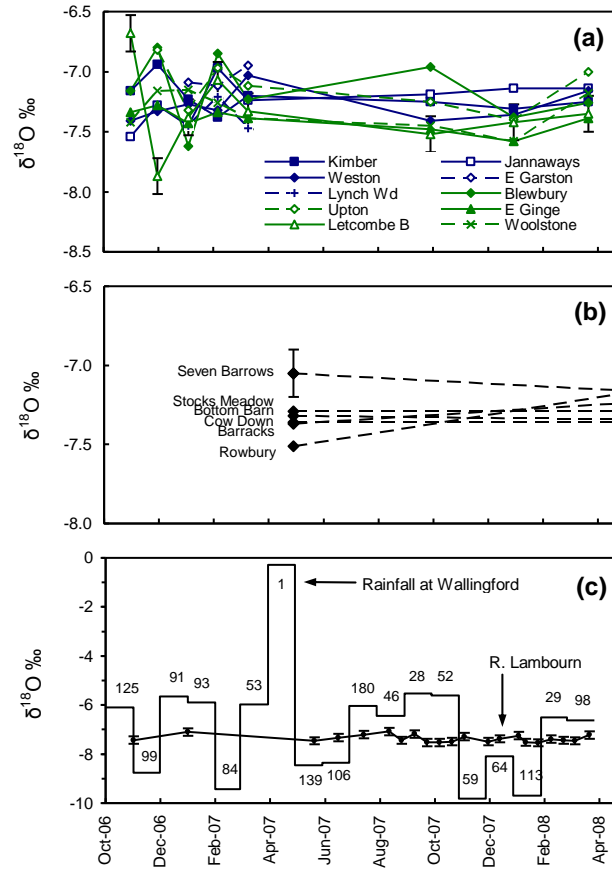 (a)
-6.5
-7.0
-7.5
-8.0
-8.5
δ18O ‰
Kimber
Jannaways
Weston
E Garston
Lynch Wd
Blewbury
Upton
E Ginge
Letcombe B
Woolstone
(b)
-6.0
-7.0
-7.5
-8.0
δ18O ‰
Seven Barrows
Stocks Meadow
Bottom Barn
Cow Down
Barracks
Rowbury
(c)
0
-2
-4
-6
-8
-10
δ18O ‰
Rainfall at Wallingford
R. Lambourn
125
99
91
93
84
53
1
139
106
180
46
28
52
59
64
113
29
98
Oct-06
Dec-06
Feb-07
Apr-07
Jun-07
Aug-07
Oct-07
Dec-07
Feb-08
Apr-08